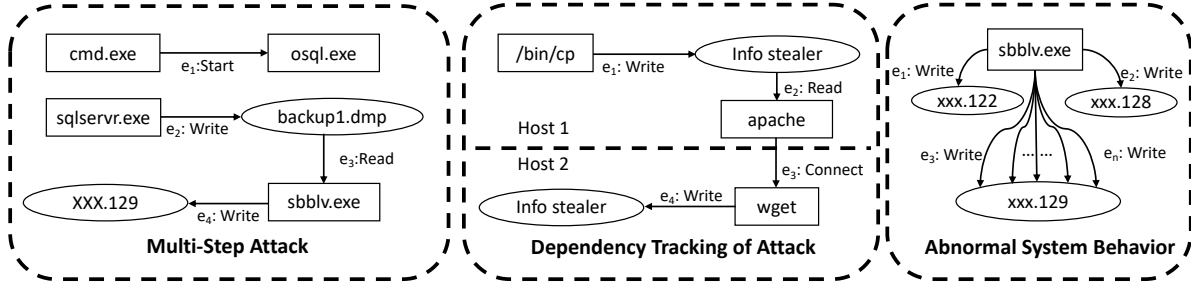 cmd.exe
e1:Start
osql.exe
sqlservr.exe
e2: Write
backup1.dmp
e3:Read
XXX.129
e4: Write
sbblv.exe
Multi-Step Attack
/bin/cp
e1: Write
Info stealer
e2: Read
Host 1
apache
Host 2
e3: Connect
Info stealer
e4: Write
wget
Dependency Tracking of Attack
sbblv.exe
e1: Write
e2: Write
xxx.122
xxx.128
e3: Write
... ...
en: Write
xxx.129
Abnormal System Behavior